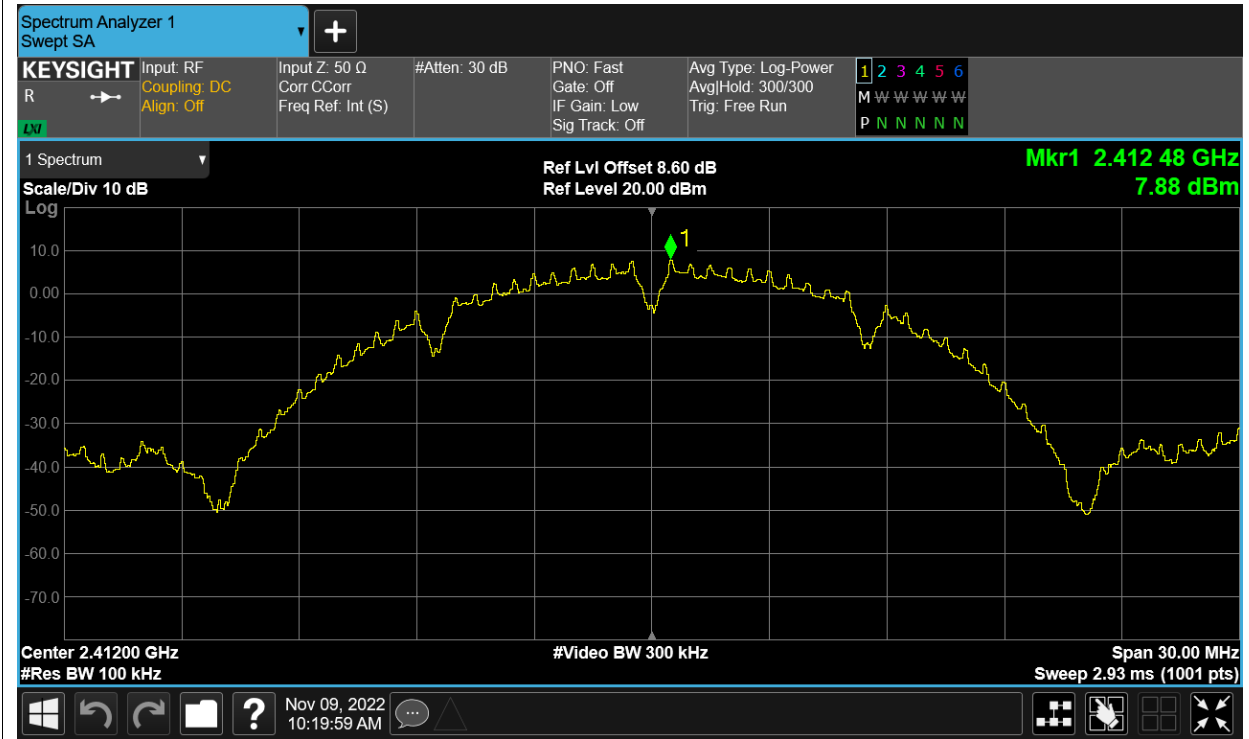 Spectrum Analyzer 1
Swept SA
KEYSIGHT
R
LXI
Input: RF
Coupling: DC
Align: Off
Input Z: 50 Ω
Corr CCorr
Freq Ref: Int (S)
#Atten: 30 dB
PNO: Fast
Gate: Off
IF Gain: Low
Sig Track: Off
Avg Type: Log-Power
Avg|Hold: 300/300
Trig: Free Run
1 2 3 4 5 6
M W W W W W W
P N N N N N N
1 Spectrum
Scale/Div 10 dB
Ref Lvl Offset 8.60 dB
Ref Level 20.00 dBm
Mkr1 2.412 48 GHz
7.88 dBm
Log
1
10.0
0.00
-10.0
-20.0
-30.0
-40.0
-50.0
-60.0
-70.0
Center 2.41200 GHz
#Video BW 300 kHz
Span 30.00 MHz
#Res BW 100 kHz
Sweep 2.93 ms (1001 pts)
?
Nov 09, 2022
10:19:59 AM